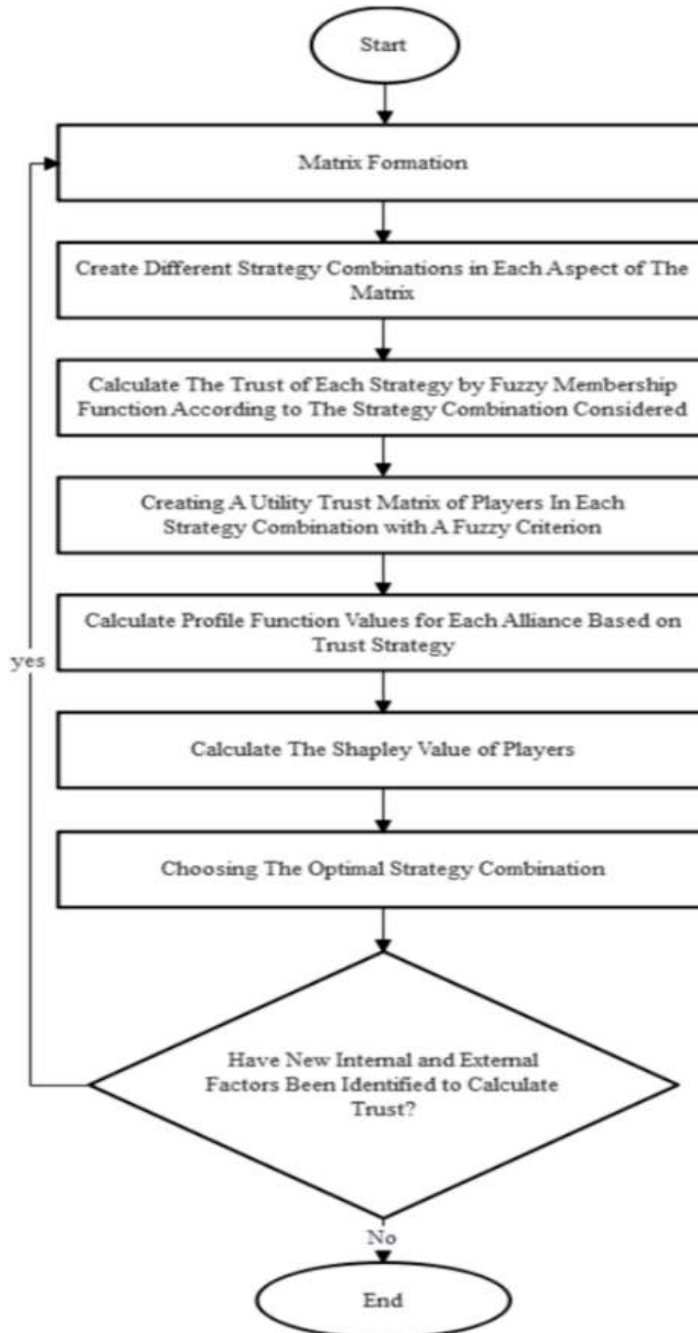 Start
Matrix Formation
Create Different Strategy Combinations in Each Aspect of The
Matrix
Calculate The Trust of Each Strategy by Fuzzy Membership
Function According to The Strategy Combination Considered
Creating A Utility Trust Matrix of Players In Each
Strategy Combination with A Fuzzy Criterion
Calculate Profile Function Values for Each Alliance Based on
Trust Strategy
yes
Calculate The Shapley Value of Players
Choosing The Optimal Strategy Combination
Have New Internal and External
Factors Been Identified to Calculate
Trust?
No
End